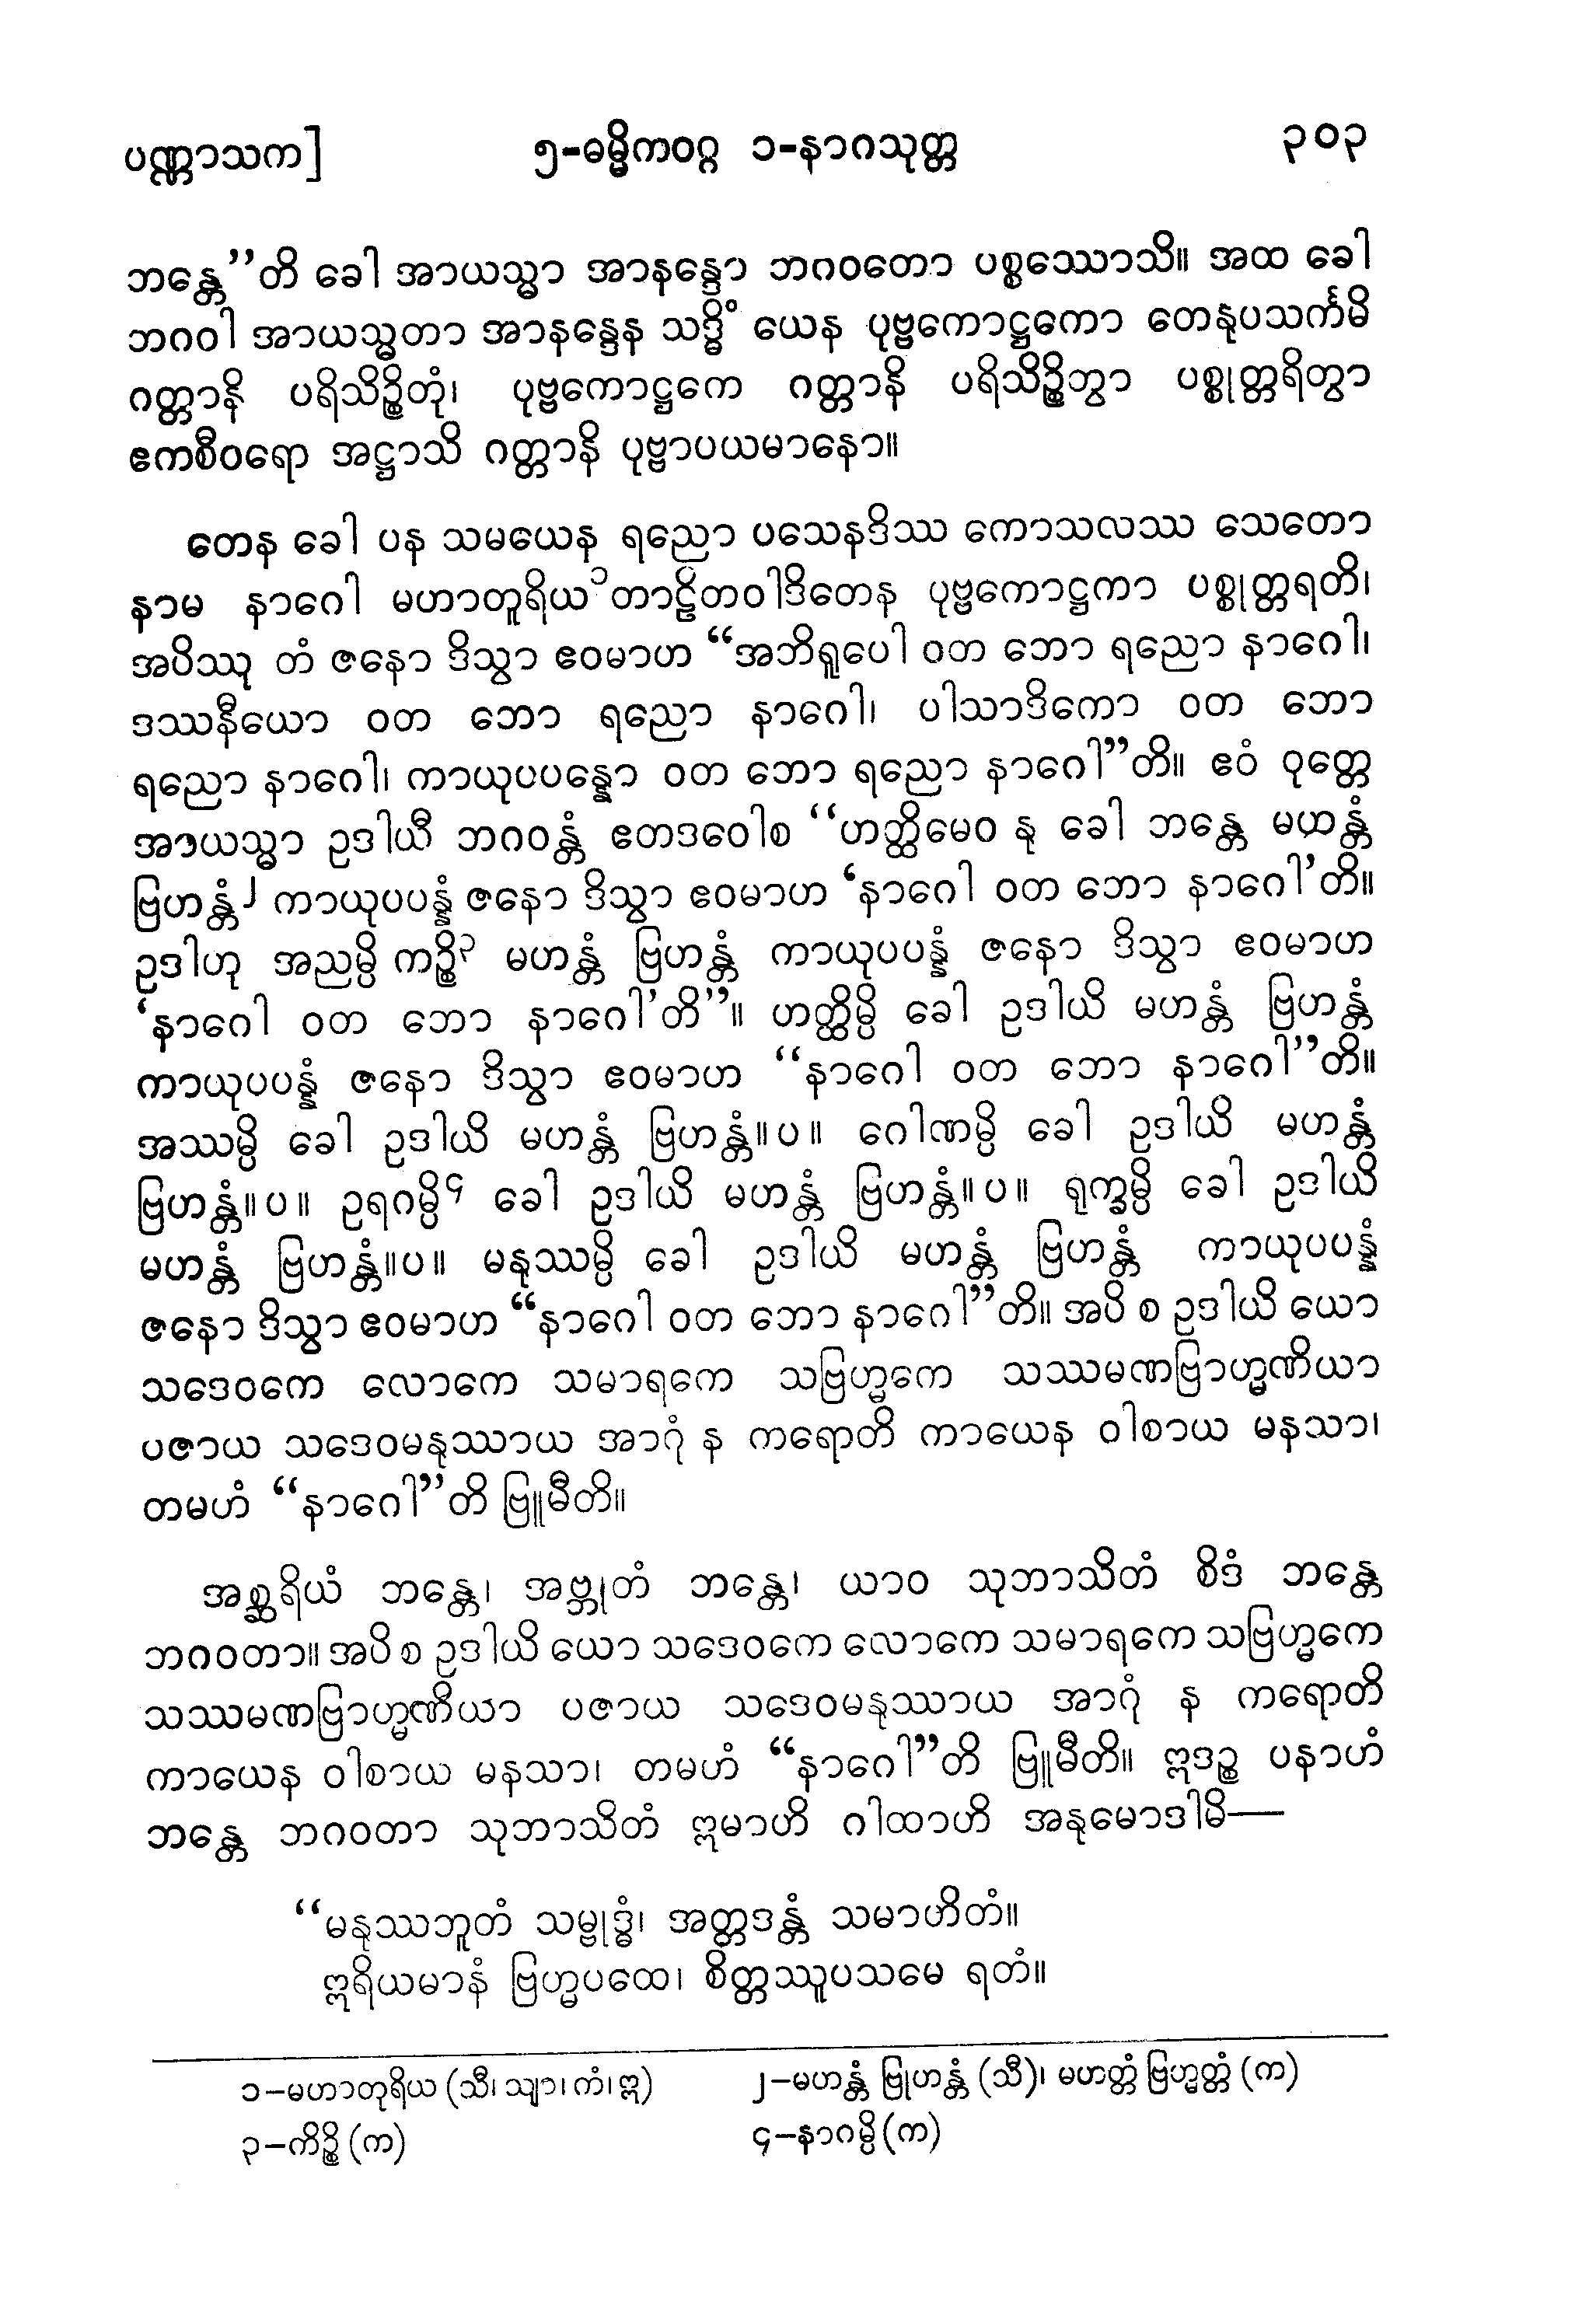 ပဏ္ဏာသက]
၅-ဓမ္မိကဝဂ္ဂ ၁-နာဂသုတ္တ
၃၀၃
ဘန္တေ”တိ ခေါ အာယသ္မာ အာနန္ဒော ဘဂဝတော ပစ္စဿောသိ။ အထ ခေါ
ဘဂဝါ အာယသ္မတာ အာနန္ဒေန သဒ္ဓိံ ယေန ပုဗ္ဗကောဋ္ဌကော တေနုပသင်္ကမိ
ဂတ္တာနိ ပရိသိဉ္စိတုံ၊ ပုဗ္ဗကောဋ္ဌကေ ဂတ္တာနိ ပရိသိဉ္စိတွာ ပစ္စုတ္တရိတွာ
ဧကစီဝရော အဋ္ဌာသိ ဂတ္တာနိ ပုဗ္ဗာပယမာနော။
တေန ခေါ ပန သမယေန ရညော ပသေနဒိဿ ကောသလဿ သေတော
နာမ နာဂေါ မဟာတူရိယ၁တာဠိတဝါဒိတေန ပုဗ္ဗကောဋ္ဌကာ ပစ္စုတ္တရတိ၊
အပိဿု တံ ဇနော ဒိသွာ ဧဝမာဟ “အဘိရူပေါ ဝတ ဘော ရညော နာဂေါ၊
ဒဿနီယော ဝတ ဘော ရညော နာဂေါ၊ ပါသာဒိကော ဝတ ဘော
ရညော နာဂေါ၊ ကာယုပပန္နော ဝတ ဘော ရညော နာဂေါ”တိ။ ဧဝံ ဝုတ္တေ
အာယသ္မာ ဥဒါယီ ဘဂဝန္တံ ဧတဒဝေါစ “ဟတ္ထိမေဝ နု ခေါ ဘန္တေ မဟန္တံ
ဗြဟန္တံ၂ ကာယုပပန္နံ ဇနော ဒိသွာ ဧဝမာဟ ‘နာဂေါ ဝတ ဘော နာဂေါ’တိ။
ဥဒါဟု အညမ္ပိ ကဉ္စိ၃ မဟန္တံ ဗြဟန္တံ ကာယုပပန္နံ ဇနော ဒိသွာ ဧဝမာဟ
‘နာဂေါ ဝတ ဘော နာဂေါ’တိ”။ ဟတ္ထိမ္ပိ ခေါ ဥဒါယိ မဟန္တံ ဗြဟန္တံ
ကာယုပပန္နံ ဇနော ဒိသွာ ဧဝမာဟ “နာဂေါ ဝတ ဘော နာဂေါ”တိ။
အဿမ္ပိ ခေါ ဥဒါယိ မဟန္တံ ဗြဟန္တံ။ပ။ ဂေါဏမ္ပိ ခေါ ဥဒါယိ မဟန္တံ
ဗြဟန္တံ။ပ။ ဥရဂမ္ပိ၄ ခေါ ဥဒါယိ မဟန္တံ ဗြဟန္တံ။ပ။ ရုက္ခမ္ပိ ခေါ ဥဒါယိ
မဟန္တံ ဗြဟန္တံ။ပ။ မနုဿမ္ပိ ခေါ ဥဒါယိ မဟန္တံ ဗြဟန္တံ ကာယုပပန္နံ
ဇနော ဒိသွာ ဧဝမာဟ “နာဂေါ ဝတ ဘော နာဂေါ”တိ။ အပိ စ ဥဒါယိ ယော
သဒေဝကေ လောကေ သမာရကေ သဗြဟ္မကေ သဿမဏဗြာဟ္မဏိယာ
ပဇာယ သဒေဝမနုဿာယ အာဂုံ န ကရောတိ ကာယေန ဝါစာယ မနသာ၊
တမဟံ “နာဂေါ”တိ ဗြူမီတိ။
အစ္ဆရိယံ ဘန္တေ၊ အဗ္ဘုတံ ဘန္တေ၊ ယာဝ သုဘာသိတံ စိဒံ ဘန္တေ
ဘဂဝတာ။ အပိ စ ဥဒါယိ ယော သဒေဝကေ လောကေ သမာရကေ သဗြဟ္မကေ
သဿမဏဗြာဟ္မဏိယာ ပဇာယ သဒေဝမနုဿာယ အာဂုံ န ကရောတိ
ကာယေန ဝါစာယ မနသာ၊ တမဟံ “နာဂေါ”တိ ဗြူမီတိ။ ဣဒဉ္စ ပနာဟံ
ဘန္တေ ဘဂဝတာ သုဘာသိတံ ဣမာဟိ ဂါထာဟိ အနုမောဒါမိ—
“မနုဿဘူတံ သမ္ဗုဒ္ဓံ၊ အတ္တဒန္တံ သမာဟိတံ။
ဣရိယမာနံ ဗြဟ္မပထေ၊ စိတ္တဿူပသမေ ရတံ။
၁-မဟာတုရိယ (သီ၊ သျာ၊ ကံ၊ ဣ)
၂-မဟန္တံ ဗြုဟန္တံ (သီ)၊ မဟတ္တံ ဗြဟ္မတ္တံ (က)
၃-ကိဉ္စိ (က)
၄-နာဂမ္ပိ (က)